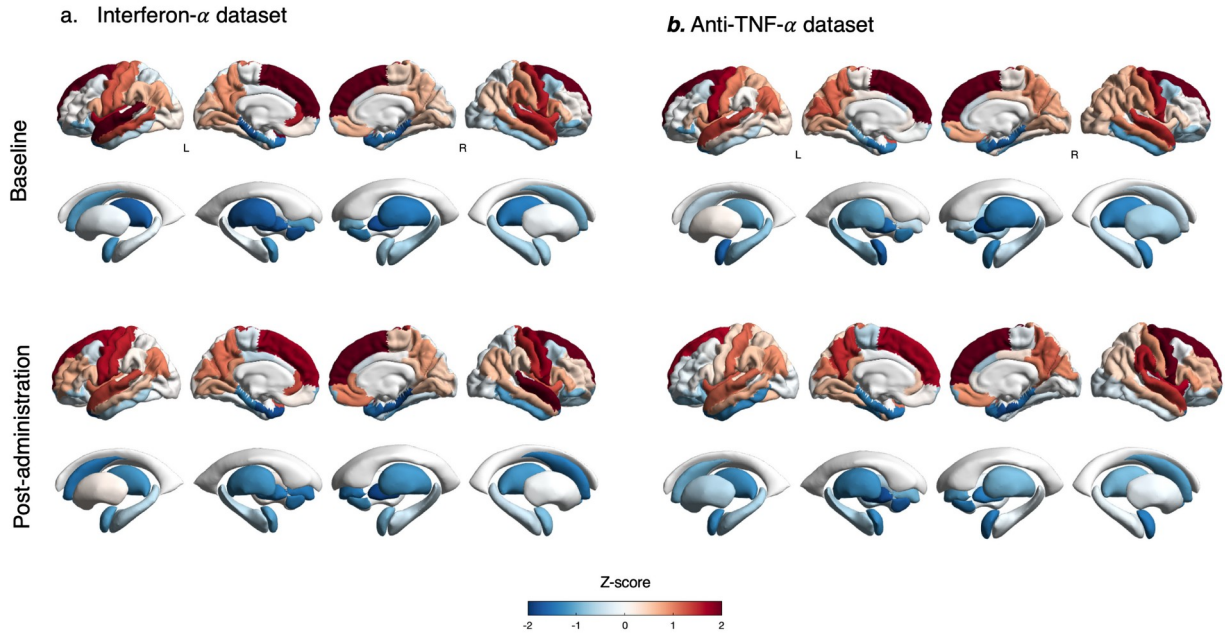 a. Interferon-α dataset
b. Anti-TNF-α dataset
Baseline
L
R
L
R
Post-administration
Z-score
-2 -1 0 1 2